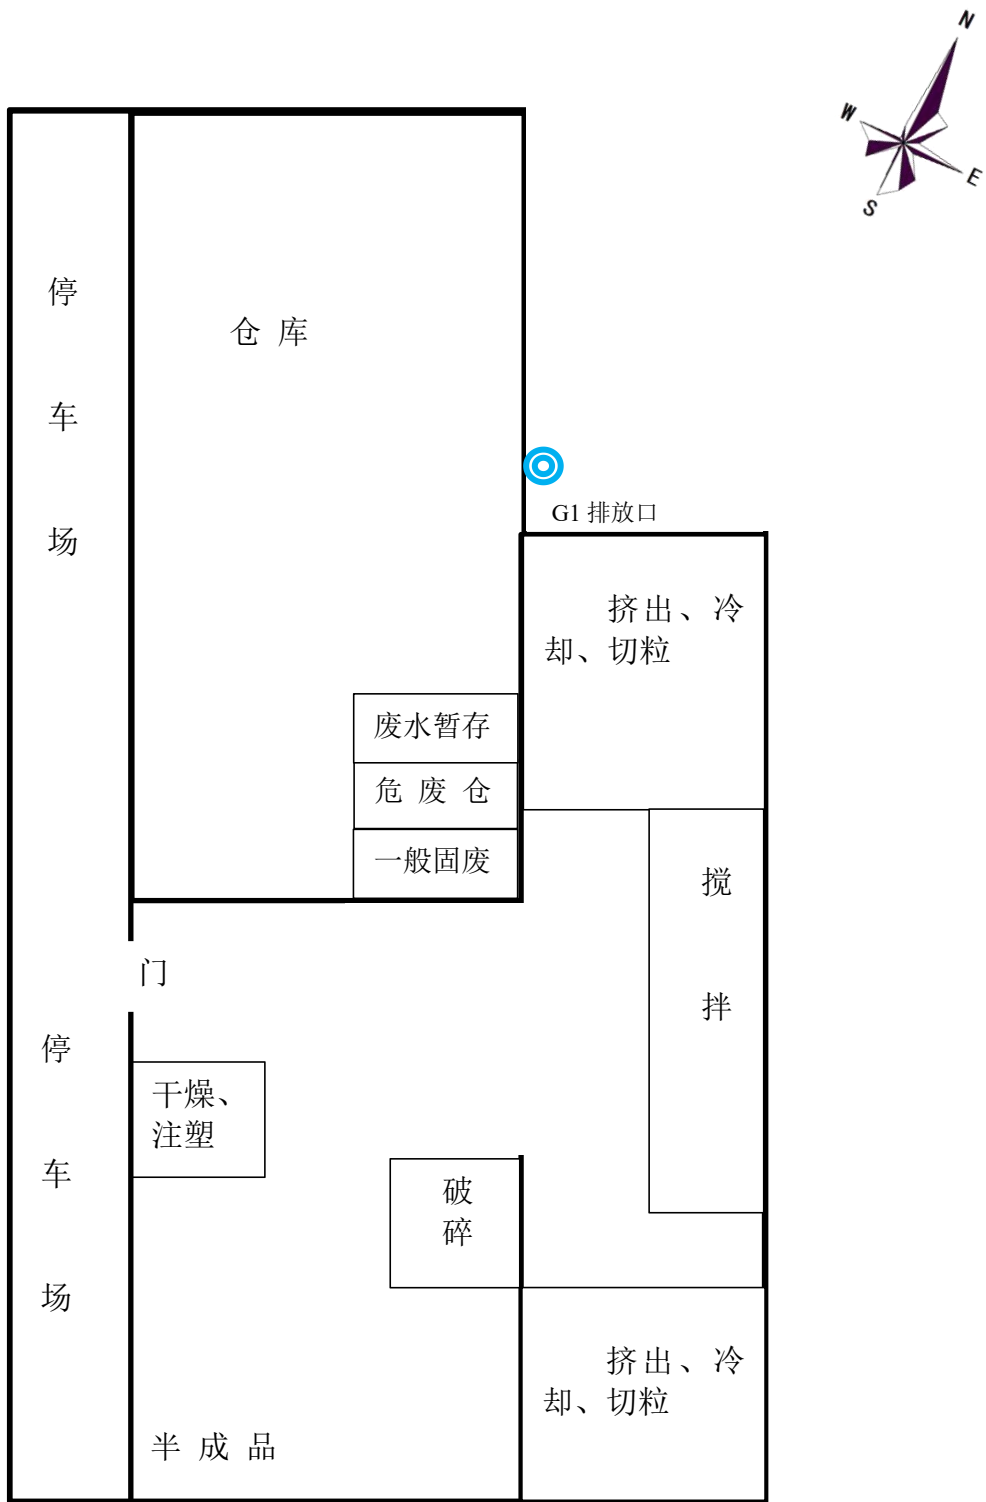 N
W
E
S
停
车
场
仓 库
G1 排放口
挤出、冷
却、切粒
废水暂存
危 废 仓
一般固废
搅
拌
门
停
车
场
干燥、
注塑
破
碎
挤出、冷
却、切粒
半 成 品